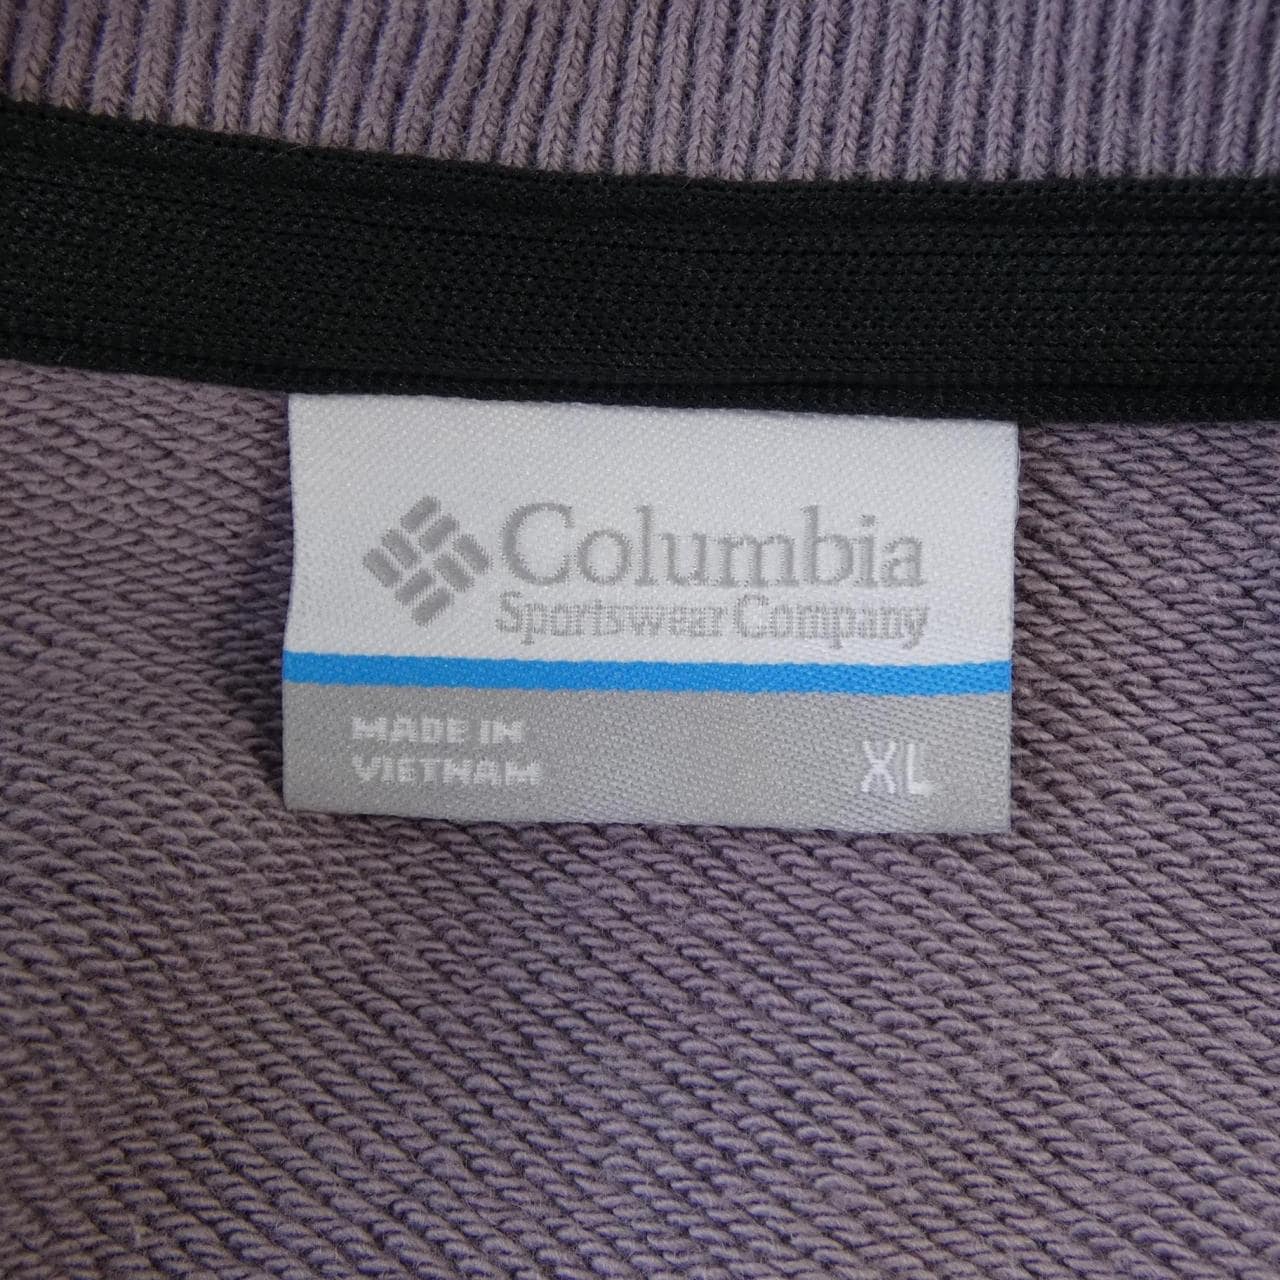 Columbia
Sportswear Company
MADE IN
VIETNAM
XL